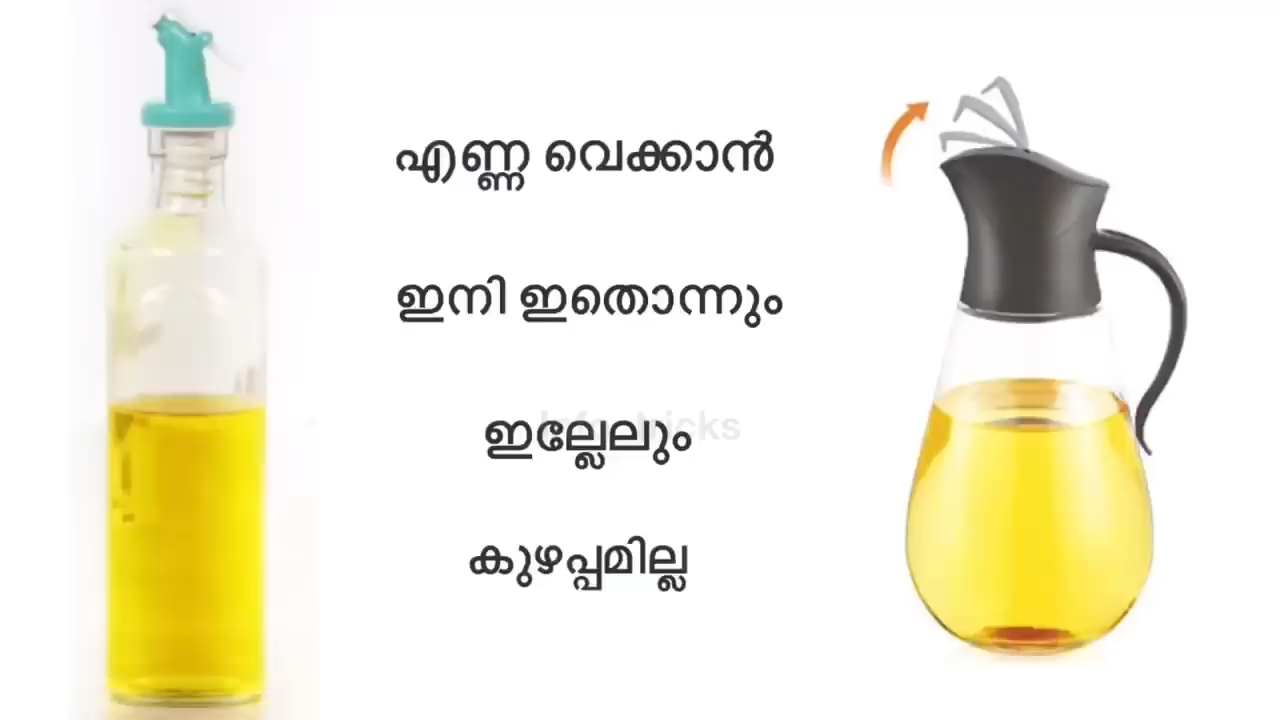 എണ്ണ വെക്കാൻ
ഇനി ഇതൊന്നും
ഇല്ലേലും
കുഴപ്പമില്ല